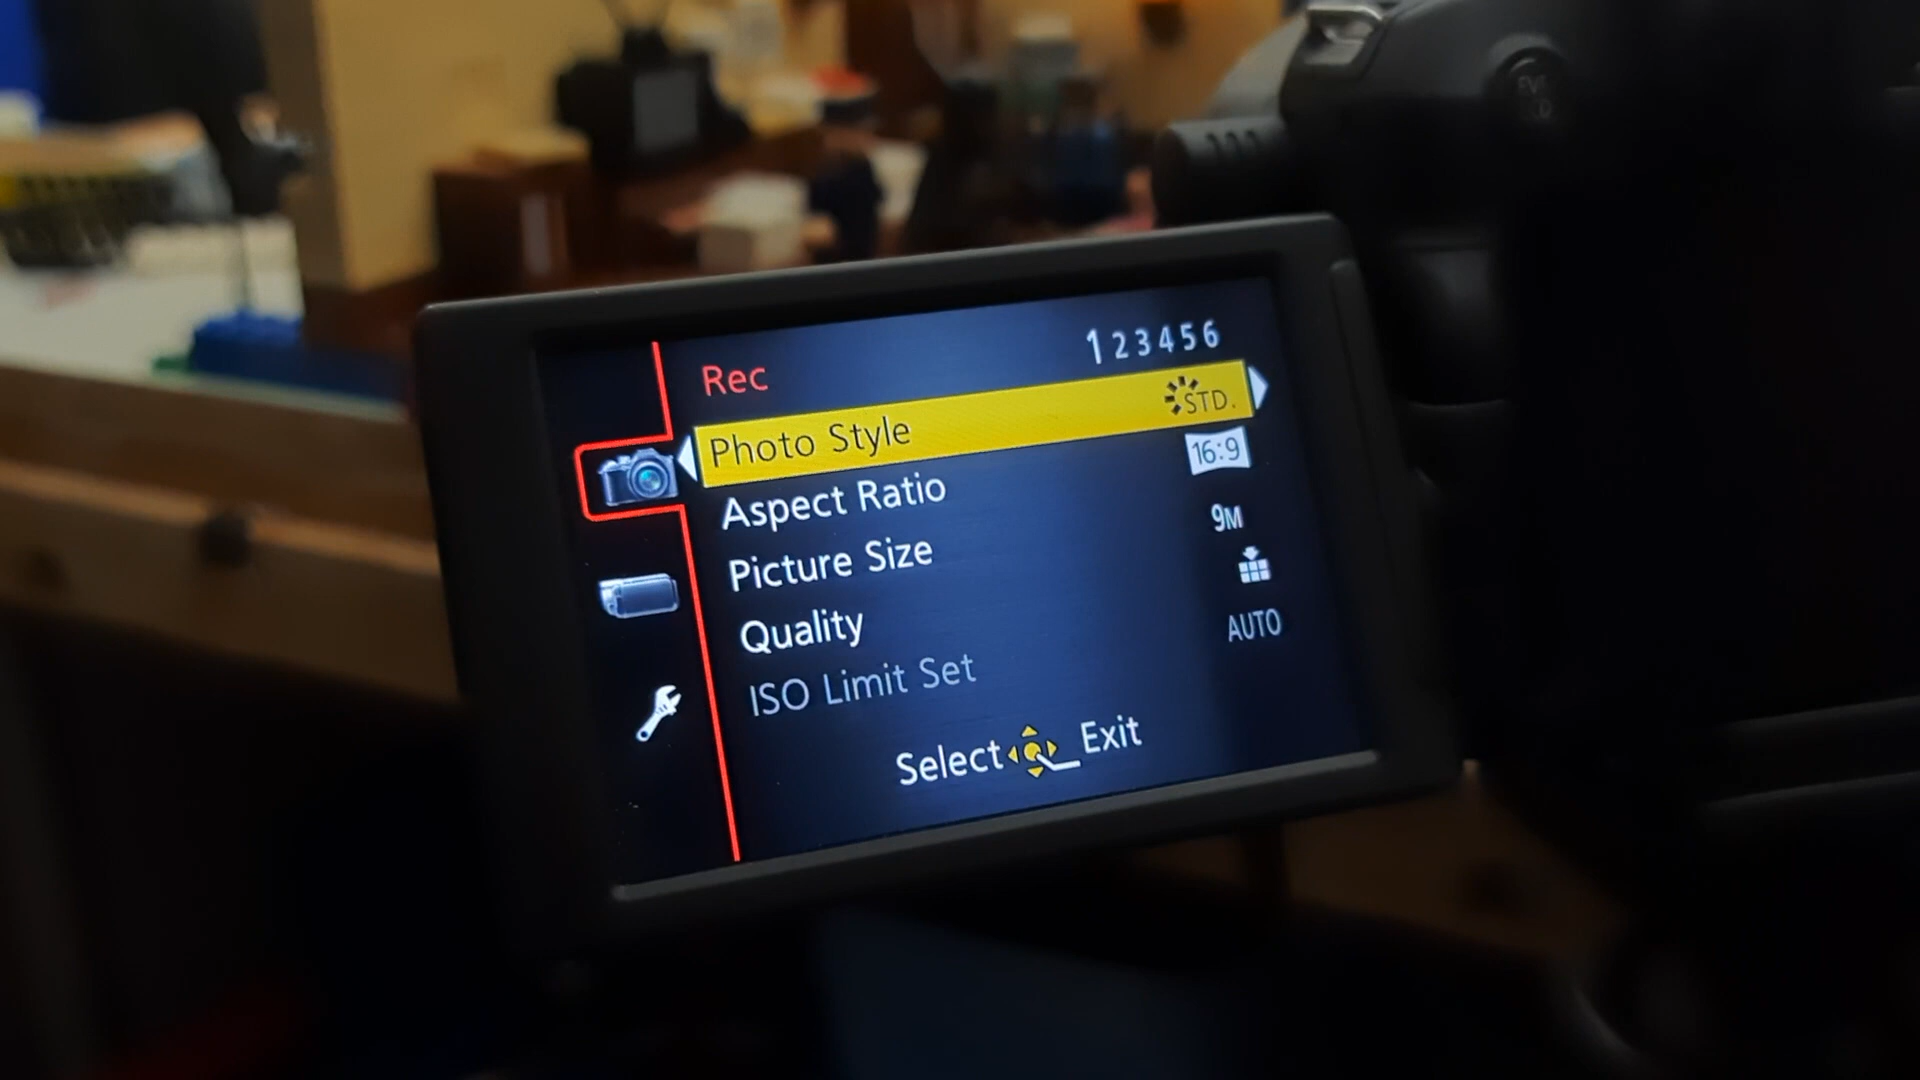 Rec 1 2 3 4 5 6
Photo Style STD.
Aspect Ratio 16:9
Picture Size 9M
Quality
ISO Limit Set AUTO
Select Exit